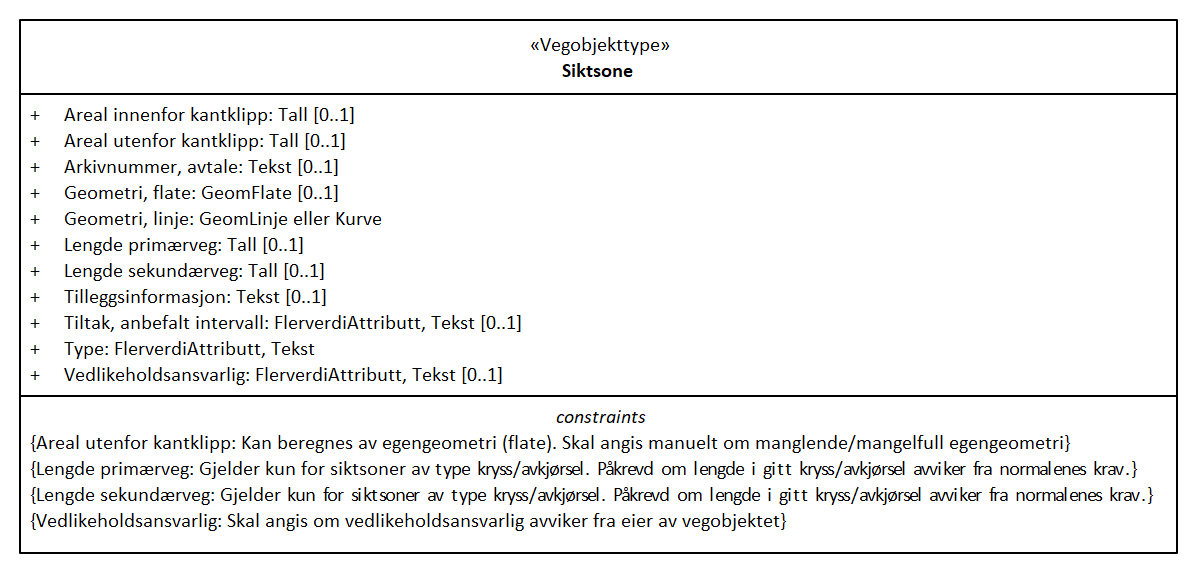 «Vegobjekttype»
Siktsone
+ Areal innenfor kantklipp: Tall [0..1]
+ Areal utenfor kantklipp: Tall [0..1]
+ Arkivnummer, avtale: Tekst [0..1]
+ Geometri, flate: GeomFlate [0..1]
+ Geometri, linje: GeomLinje eller Kurve
+ Lengde primærveg: Tall [0..1]
+ Lengde sekundærveg: Tall [0..1]
+ Tilleggsinformasjon: Tekst [0..1]
+ Tiltak, anbefalt intervall: FlerverdiAttributt, Tekst [0..1]
+ Type: FlerverdiAttributt, Tekst
+ Vedlikeholdsansvarlig: FlerverdiAttributt, Tekst [0..1]
constraints
{Areal utenfor kantklipp: Kan beregnes av egengeometri (flate). Skal angis manuelt om manglende/mangelfull egengeometri}
{Lengde primærveg: Gjelder kun for siktsoner av type kryss/avkjørsel. Påkrevd om lengde i gitt kryss/avkjørsel avviker fra normalenes krav.}
{Lengde sekundærveg: Gjelder kun for siktsoner av type kryss/avkjørsel. Påkrevd om lengde i gitt kryss/avkjørsel avviker fra normalenes krav.}
{Vedlikeholdsansvarlig: Skal angis om vedlikeholdsansvarlig avviker fra eier av vegobjektet}